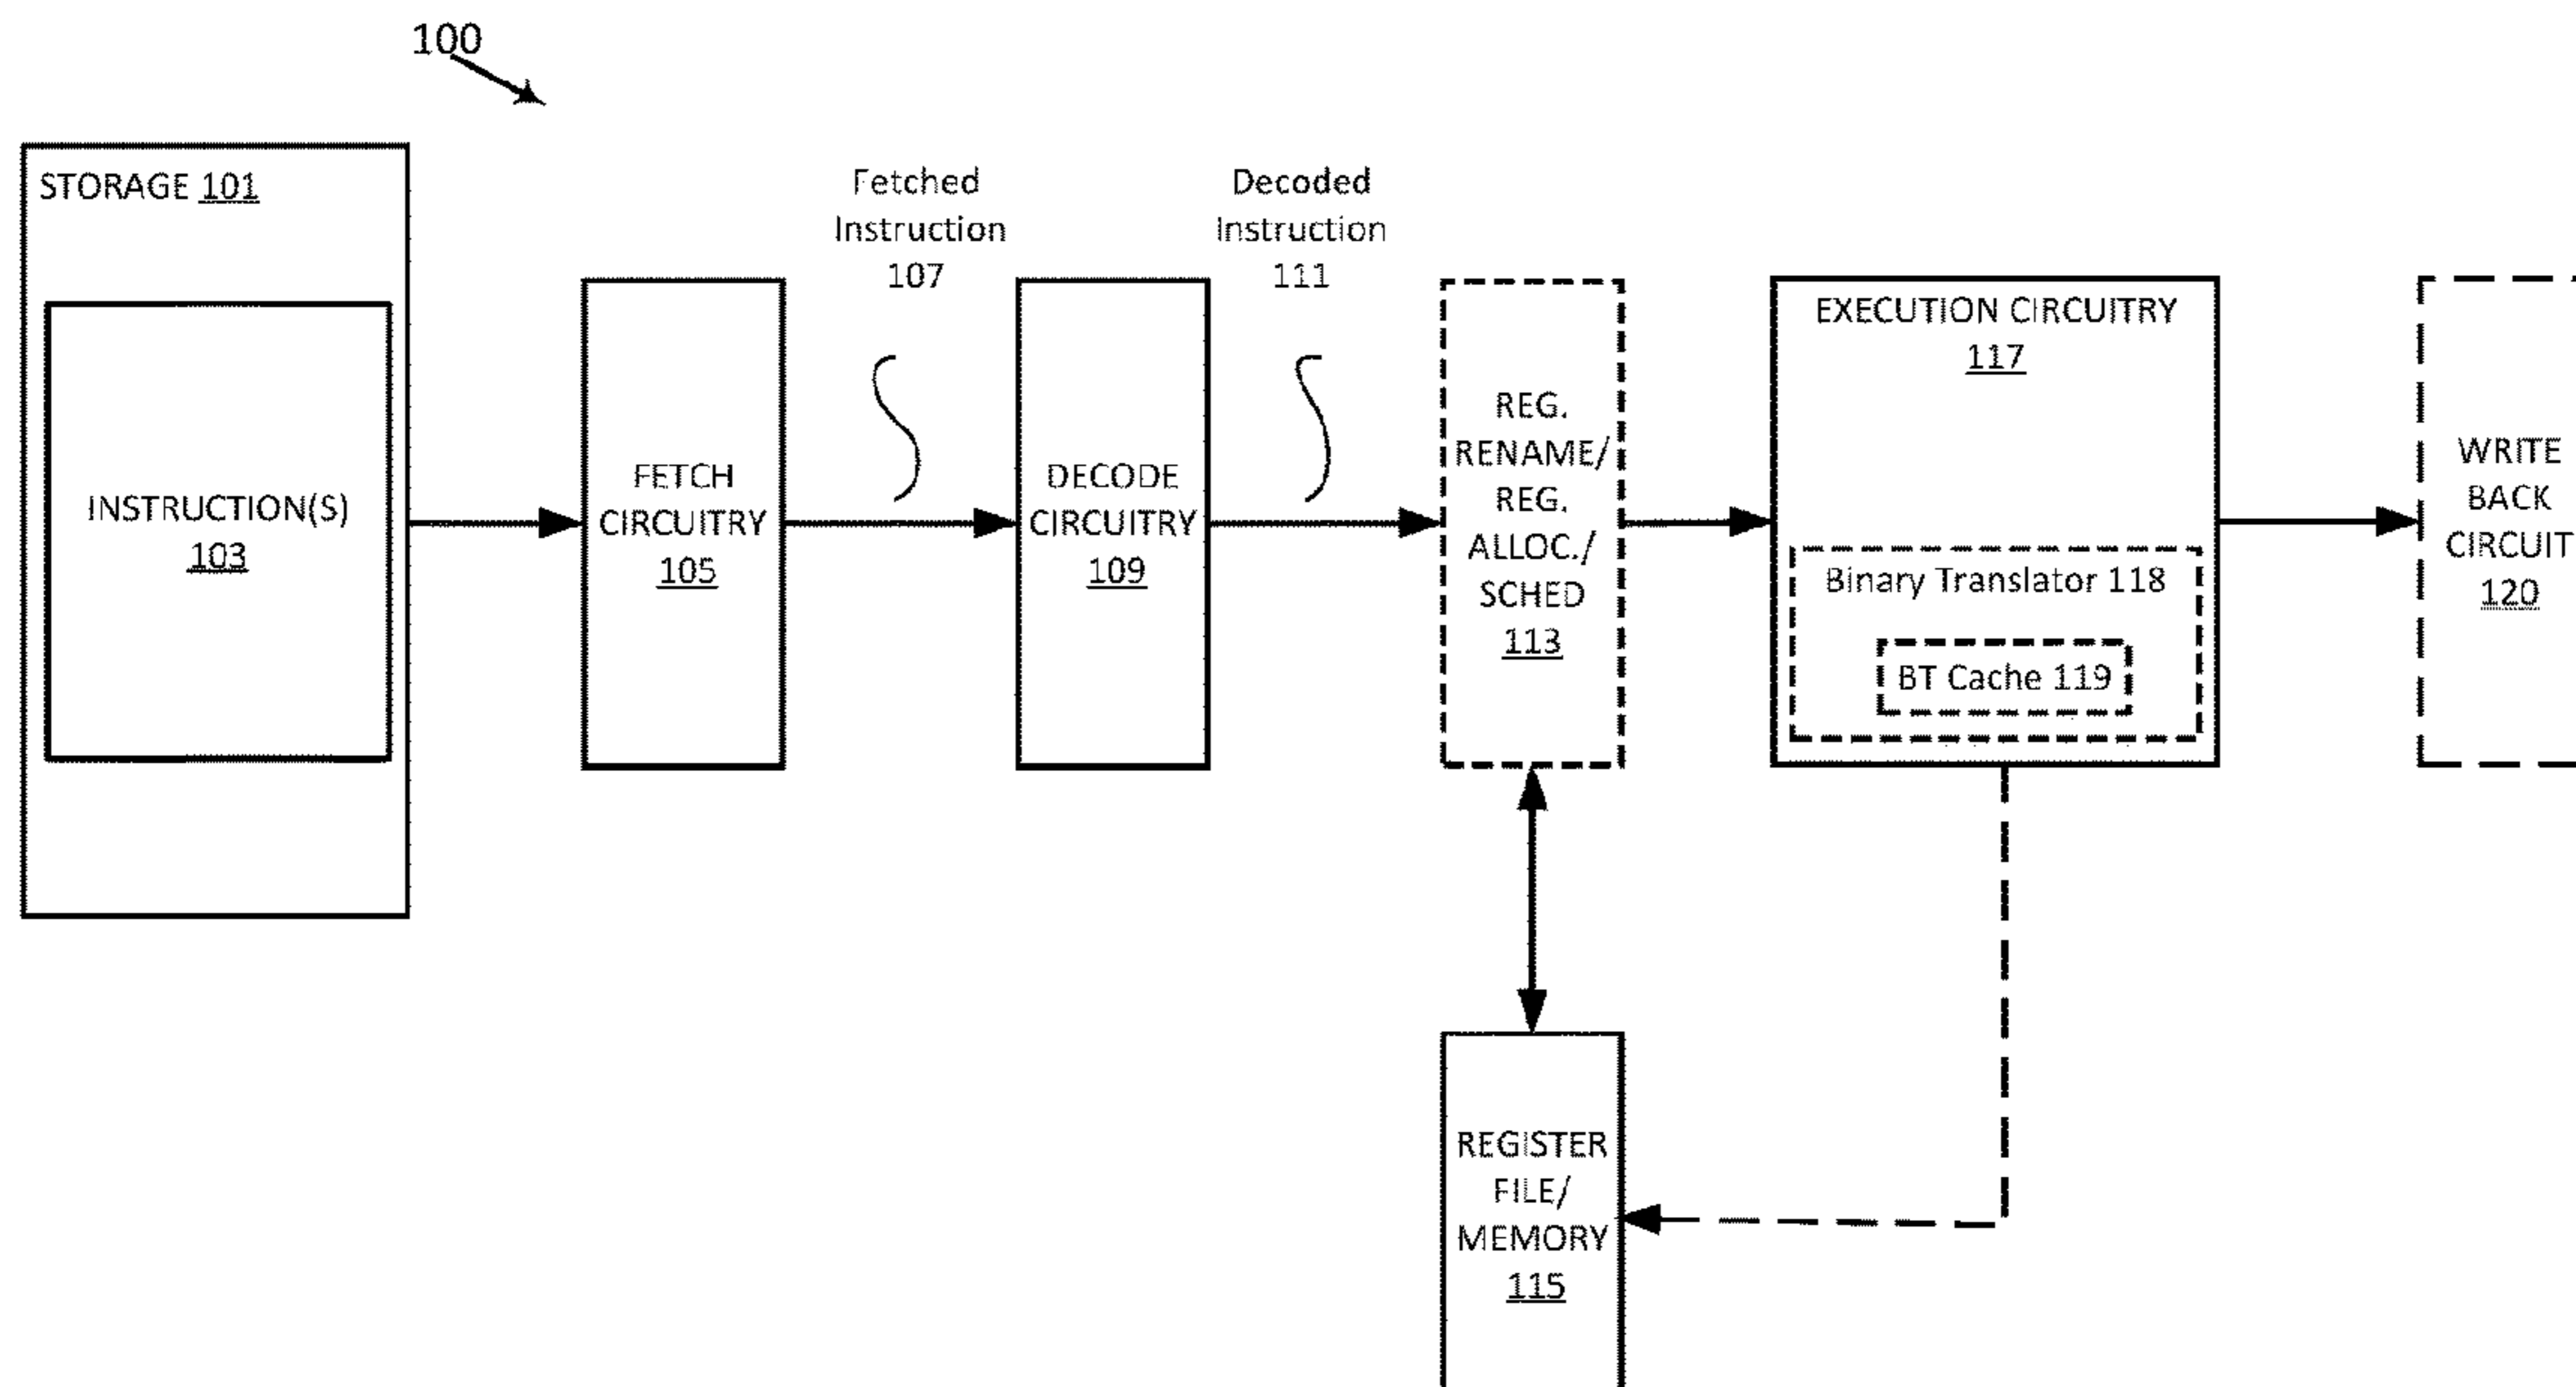 100
STORAGE 101
INSTRUCTION(S)
103
FETCH
CIRCUITRY
105
Fetched
Instruction
107
DECODE
CIRCUITRY
109
Decoded
Instruction
111
REG.
RENAME/
REG.
ALLOC./
SCHED
113
EXECUTION CIRCUITRY
117
Binary Translator 118
BT Cache 119
WRITE
BACK
CIRCUIT
120
REGISTER
FILE/
MEMORY
115